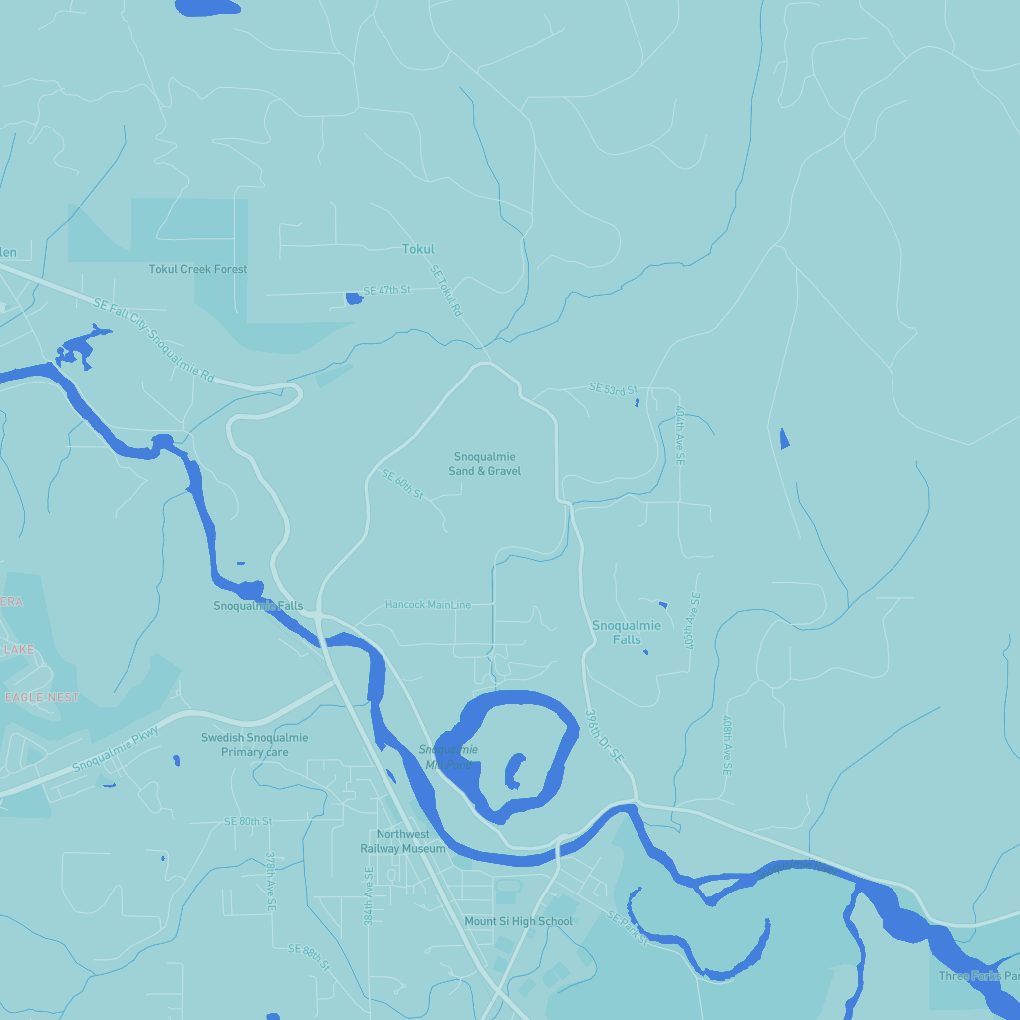 Tokul
len
Tokul Creek Forest
SE Tokul Rd
SE 47th St
SE Fall City-Snoqualmie Rd
SE 53rd St
404th Ave SE
Snoqualmie
Sand & Gravel
SE 60th St
ERA
Snoqualmie Falls
Hancock MainLine
Snoqualmie
Falls
405th Ave SE
LAKE
EAGLE NEST
Snoqualmie Pkwy
Swedish Snoqualmie
Primary care
Snoqualmie
Mill Pond
396th Dr SE
408th Ave SE
SE 80th St
Northwest
Railway Museum
378th Ave SE
384th Ave SE
Mount Si High School
SE Park St
SE 88th St
Three Forks Par